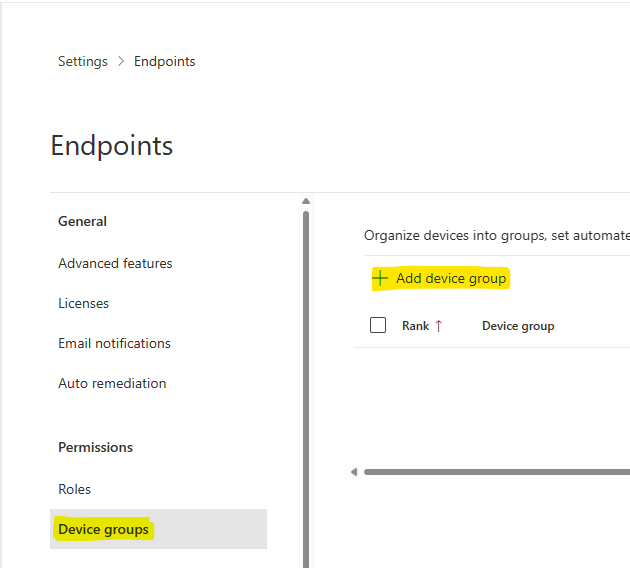 Settings > Endpoints
Endpoints
General
Advanced features
Licenses
Email notifications
Auto remediation
Permissions
Roles
Device groups
Organize devices into groups, set automate
+ Add device group
Rank ↑ Device group